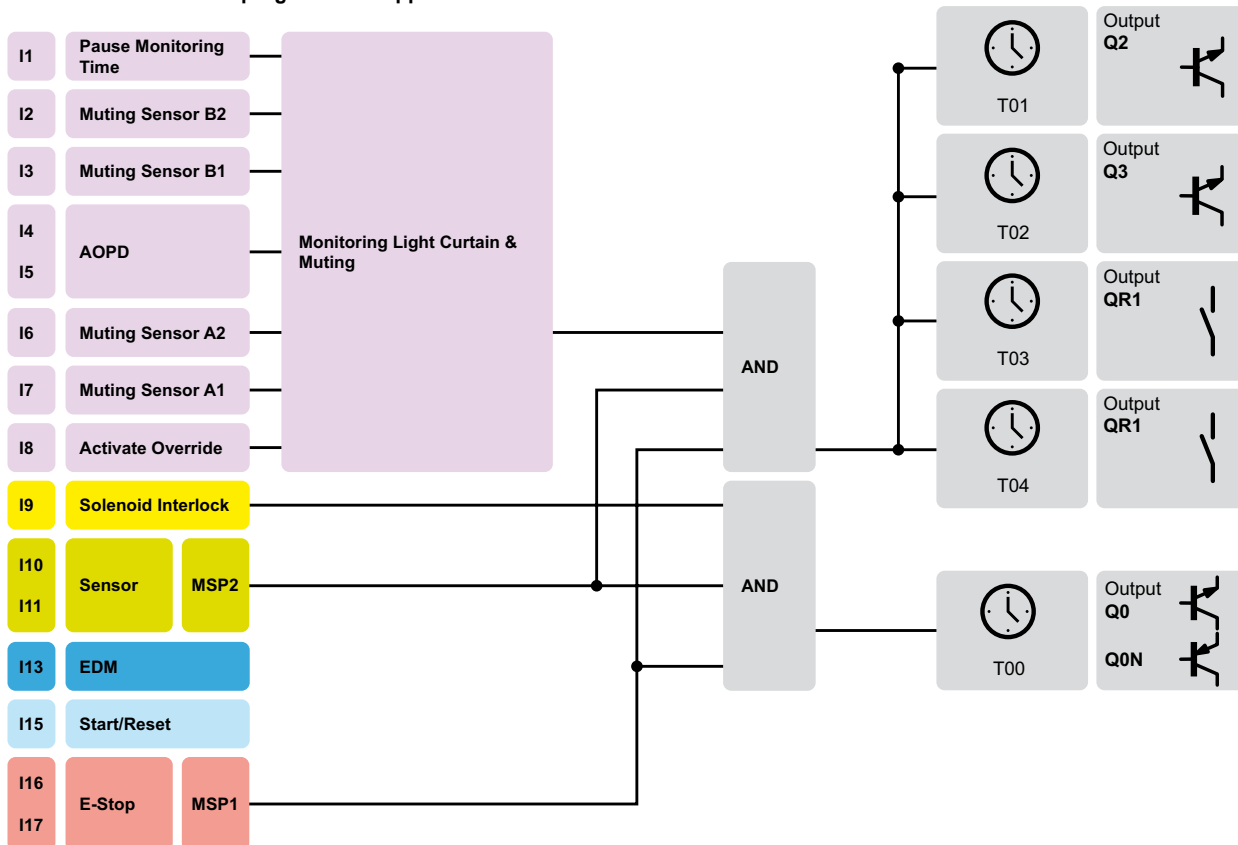 I1
Pause Monitoring
Time
I2
Muting Sensor B2
I3
Muting Sensor B1
I4
I5
AOPD
I6
Muting Sensor A2
I7
Muting Sensor A1
I8
Activate Override
Monitoring Light Curtain &
Muting
I9
Solenoid Interlock
I10
I11
Sensor
MSP2
I13
EDM
I15
Start/Reset
I16
I17
E-Stop
MSP1
AND
AND
T01
Output
Q2
T02
Output
Q3
T03
Output
QR1
T04
Output
QR1
T00
Output
Q0
Q0N